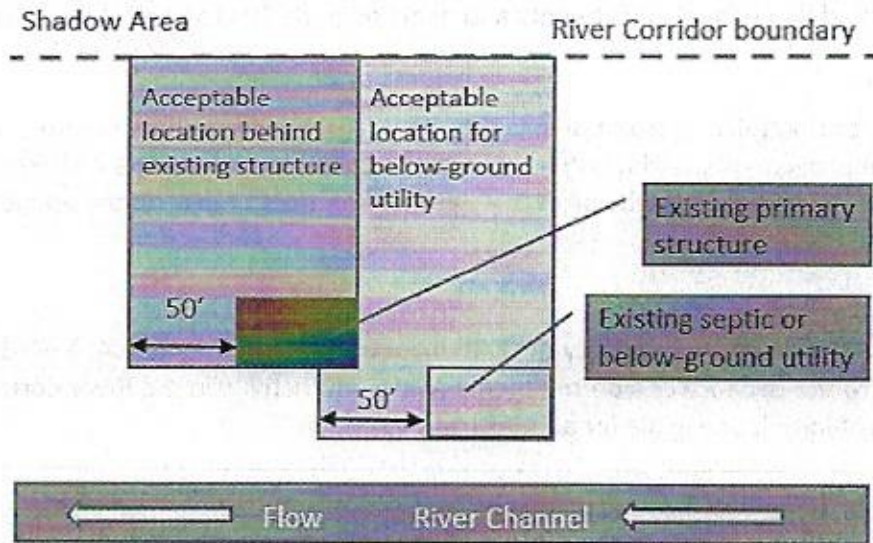 Shadow Area
River Corridor boundary
Acceptable
location behind
existing structure
Acceptable
location for
below-ground
utility
Existing primary
structure
50'
Existing septic or
below-ground utility
50'
Flow
River Channel